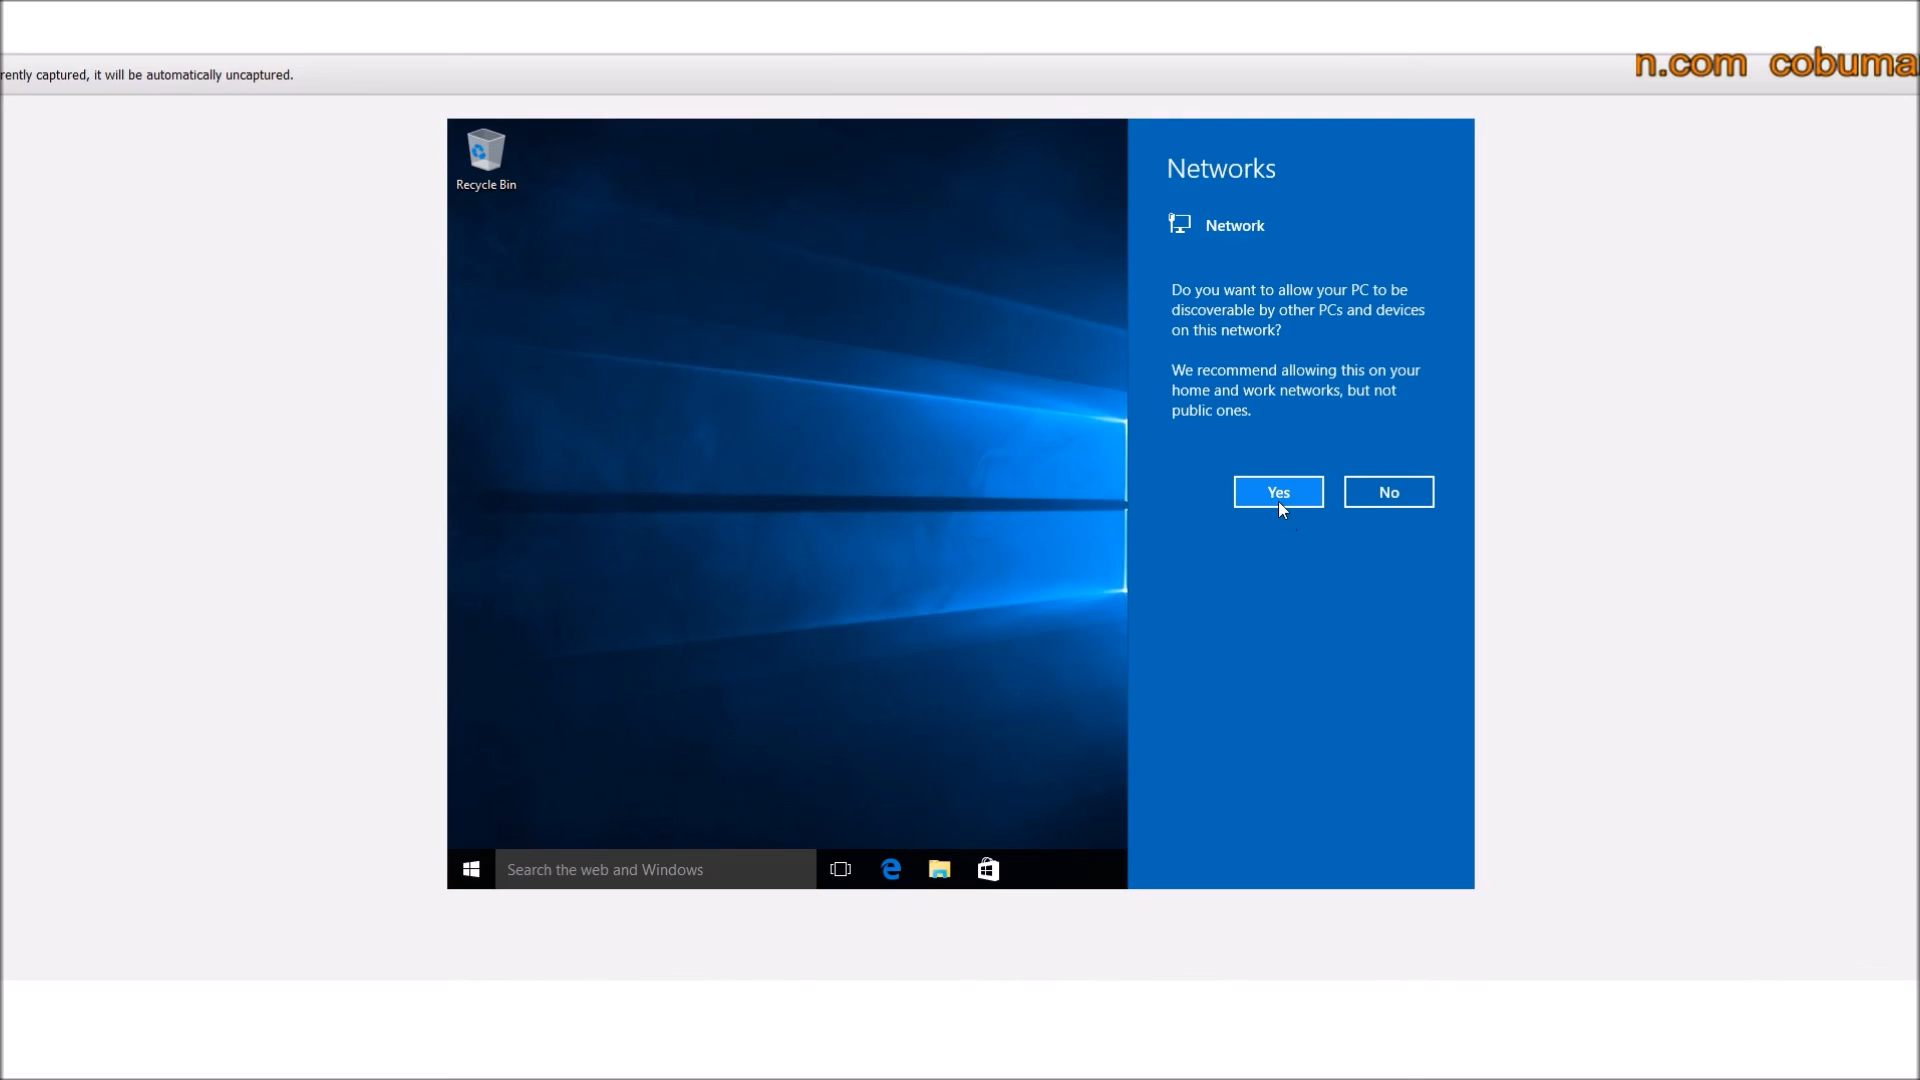 rently captured, it will be automatically uncaptured.
n.com cobuma
Recycle Bin
Networks
Network
Do you want to allow your PC to be
discoverable by other PCs and devices
on this network?
We recommend allowing this on your
home and work networks, but not
public ones.
Yes
No
Search the web and Windows